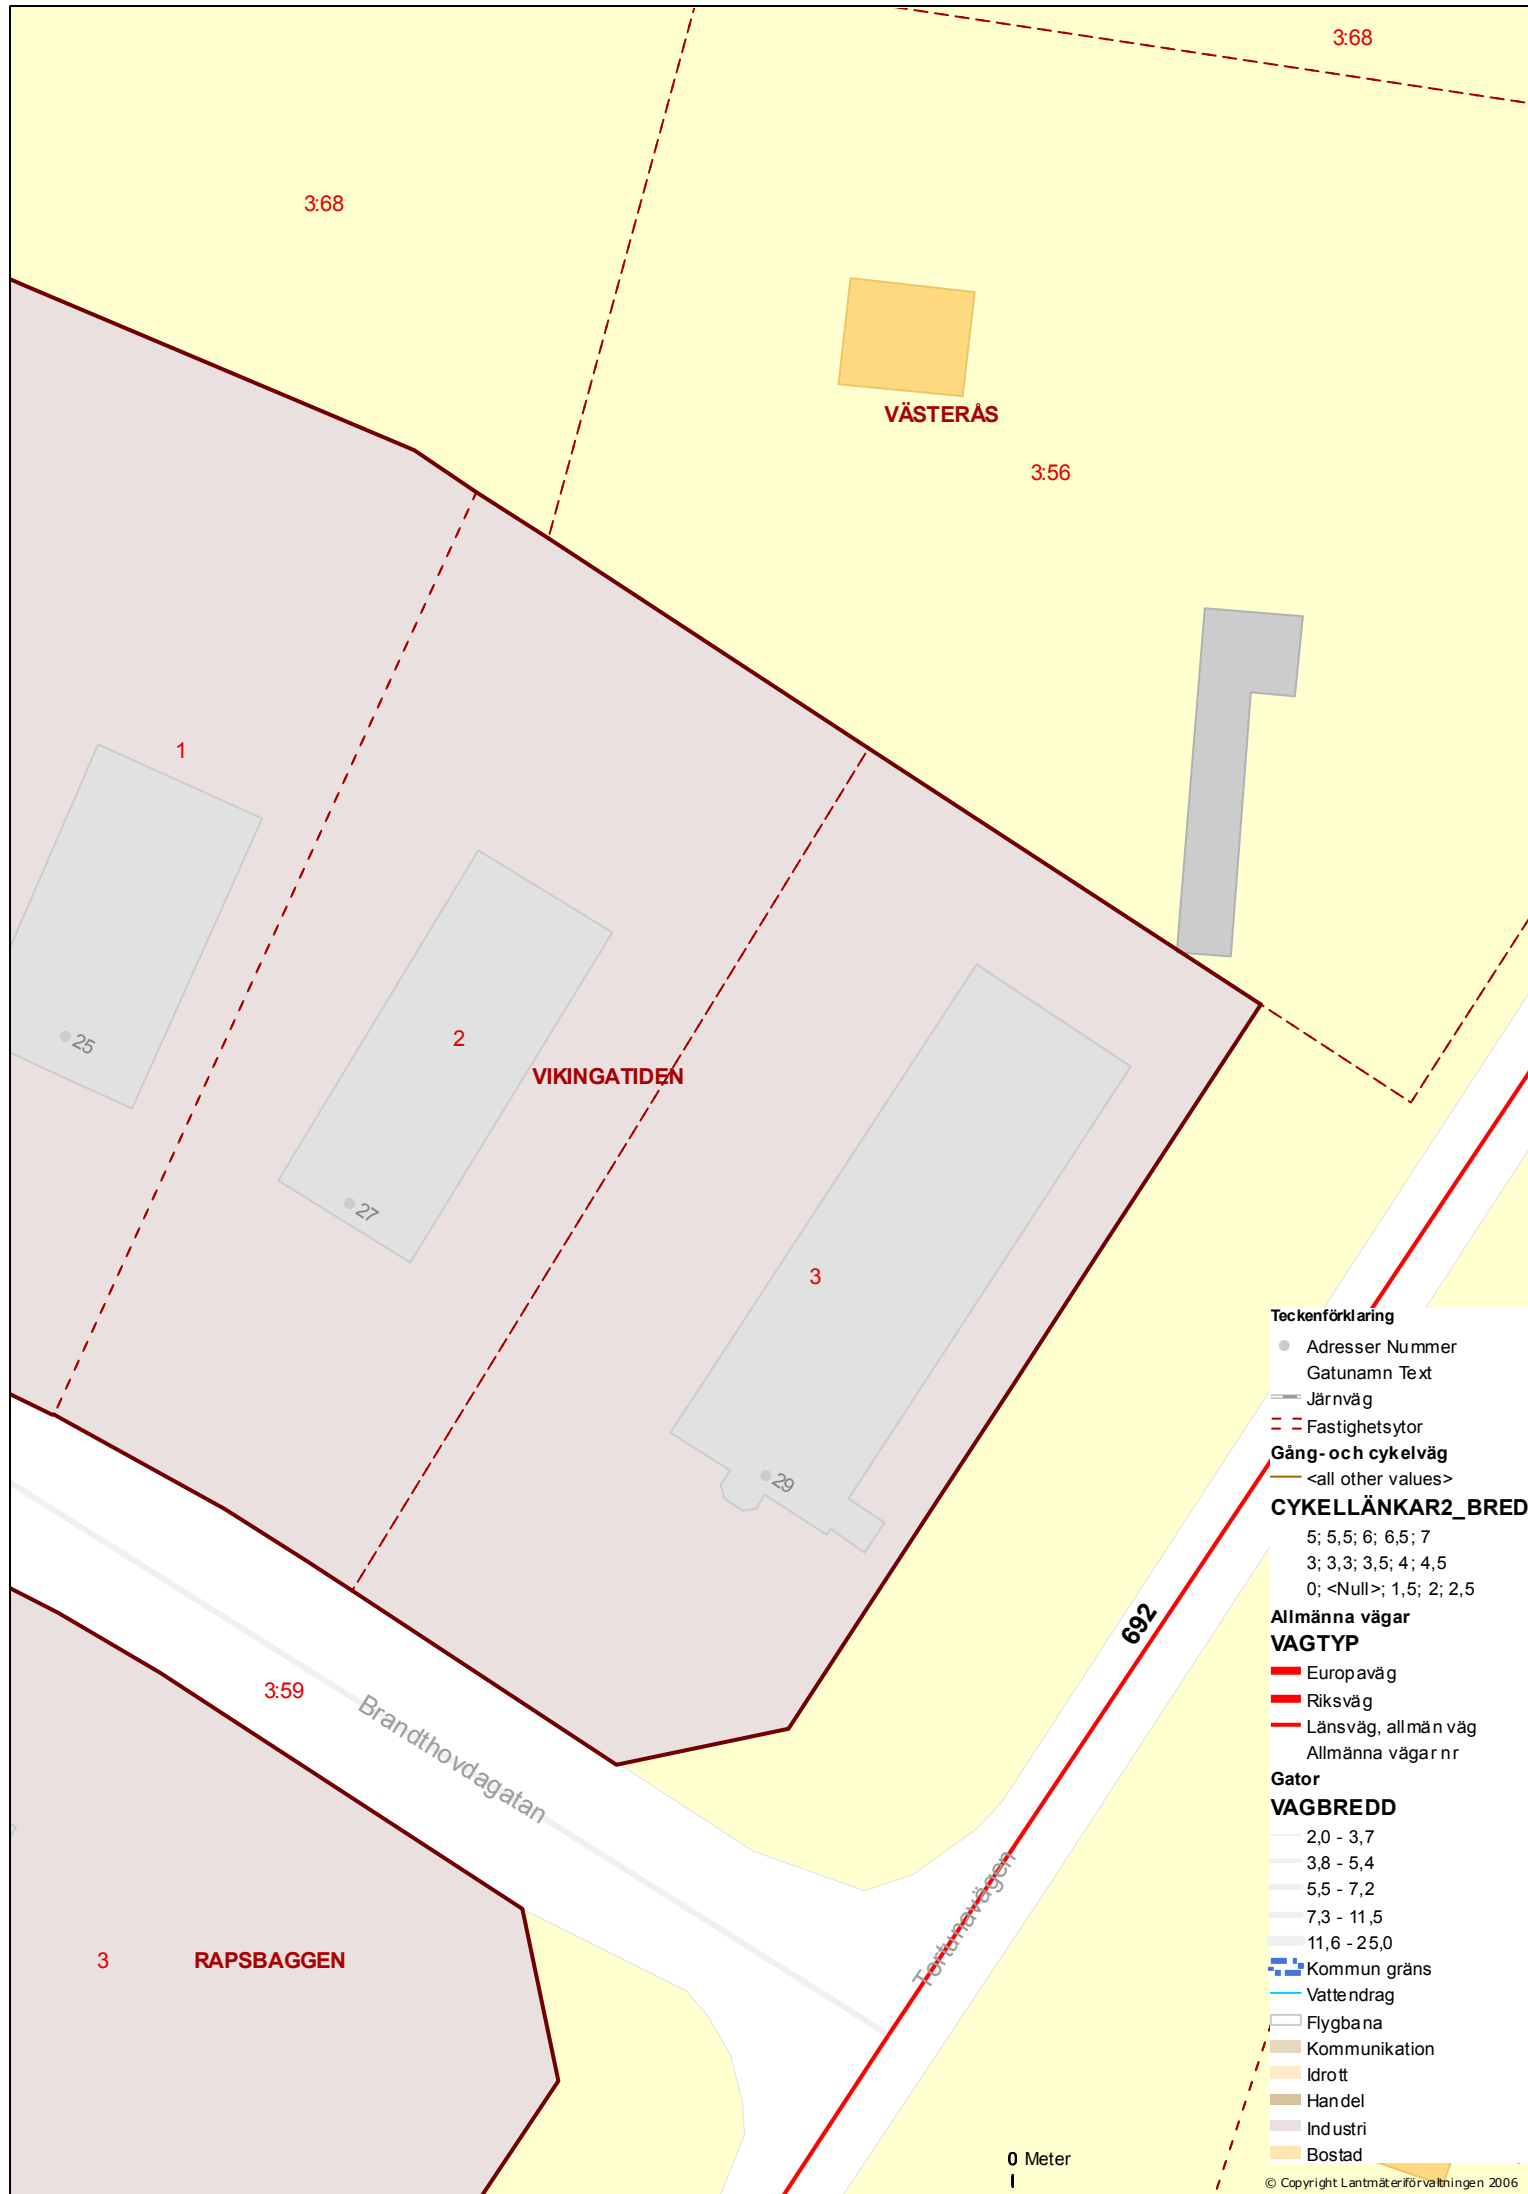 3:68
3:68
VÄSTERÅS
3:56
1
25
2
VIKINGATIDEN
27
3
29
692
3:59
Brandthovdagatan
Tortunavägen
3
RAPSBAGGEN
Teckenförklaring
Adresser Nummer
Gatunamn Text
Järnväg
Fastighetsytor
Gång- och cykelväg
<all other values>
CYKELLÄNKAR2_BRED
5; 5,5; 6; 6,5; 7
3; 3,3; 3,5; 4; 4,5
0; <Null>; 1,5; 2; 2,5
Allmänna vägar
VAGTYP
Europaväg
Riksväg
Länsväg, allmän väg
Allmänna vägar nr
Gator
VAGBREDD
2,0 - 3,7
3,8 - 5,4
5,5 - 7,2
7,3 - 11,5
11,6 - 25,0
Kommun gräns
Vattendrag
Flygbana
Kommunikation
Idrott
Handel
Industri
Bostad
0 Meter
© Copyright Lantmäteriförvaltningen 2006